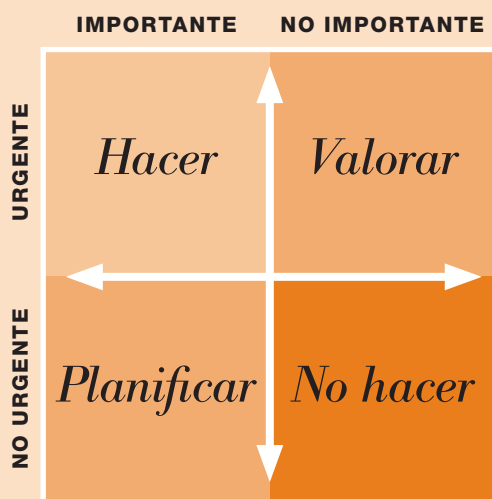 IMPORTANTE NO IMPORTANTE
URGENTE
Hacer Valorar
NO URGENTE
Planificar No hacer